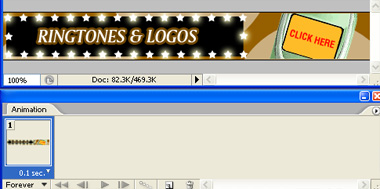 RINGTONES & LOGOS
CLICK HERE
100%
Doc: 82.3K/469.3K
Animation
1
0.1 sec.
Forever